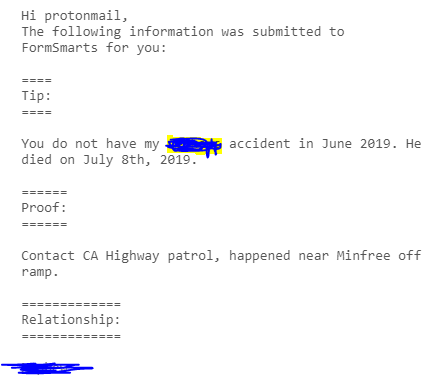 Hi protonmail,
The following information was submitted to
FormSmarts for you:
====
Tip:
====
You do not have my accident in June 2019. He
died on July 8th, 2019.
======
Proof:
======
Contact CA Highway patrol, happened near Minfree off
ramp.
=============
Relationship:
=============